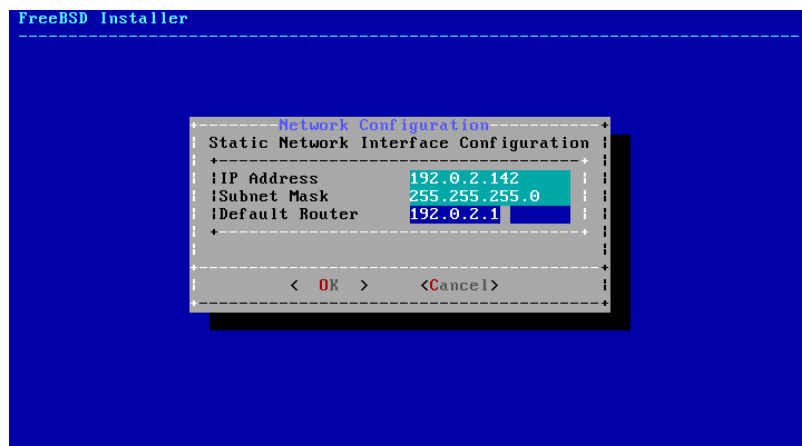 FreeBSD Installer
Network Configuration
Static Network Interface Configuration
IP Address 192.0.2.142
Subnet Mask 255.255.255.0
Default Router 192.0.2.1
< OK > <Cancel>